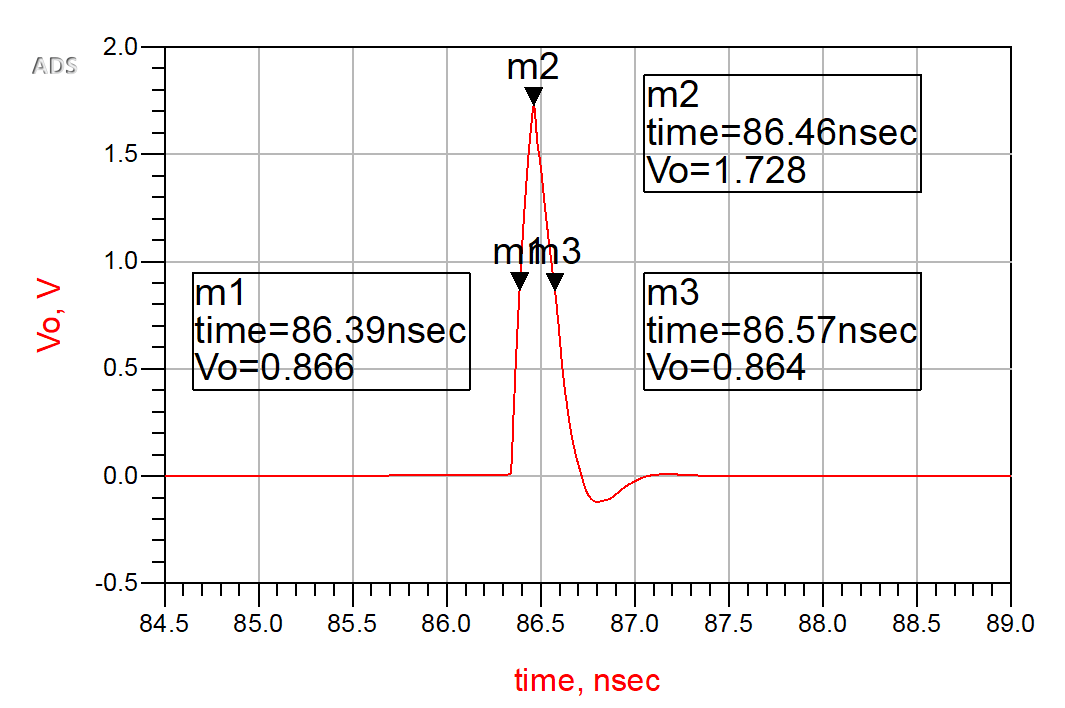 ADS
2.0
1.5
1.0
0.5
0.0
-0.5
Vo, V
m2
m1
m3
m2
time=86.46nsec
Vo=1.728
m1
time=86.39nsec
Vo=0.866
m3
time=86.57nsec
Vo=0.864
84.5 85.0 85.5 86.0 86.5 87.0 87.5 88.0 88.5 89.0
time, nsec